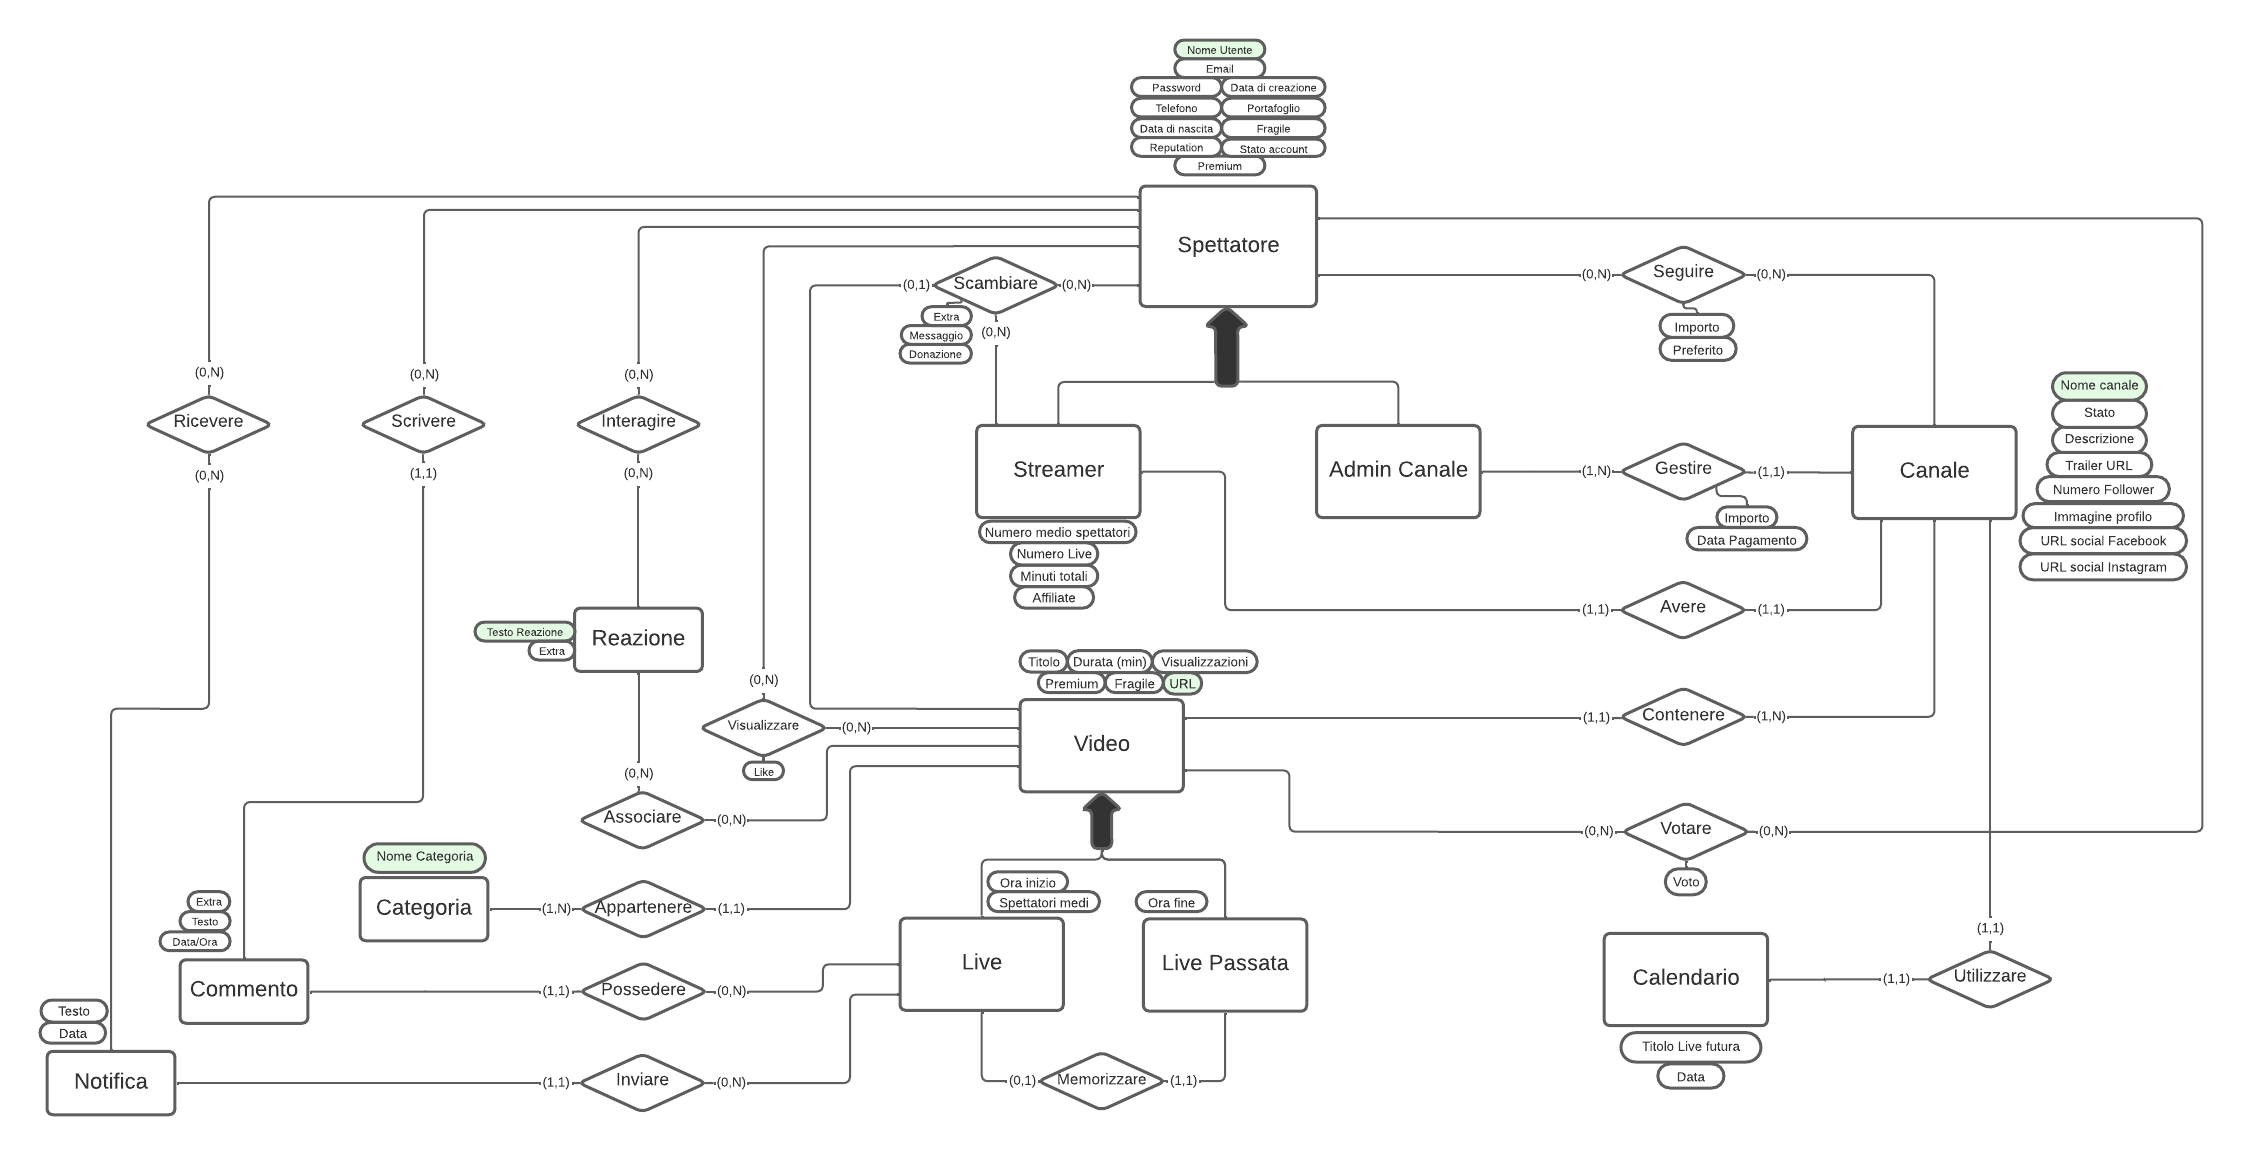 Nome Utente
Email
Password Data di creazione
Telefono Portafoglio
Data di nascita Fragile
Reputation Stato account
Premium
Spettatore
(0,1) Scambiare (0,N)
Extra
Messaggio
Donazione
(0,N)
(0,N) Seguire (0,N)
Importo
Preferito
(0,N) (0,N) (0,N)
Ricevere Scrivere Interagire
(0,N) (1,1) (0,N)
Streamer
Numero medio spettatori
Numero Live
Minuti totali
Affiliate
Admin Canale
(1,N) Gestire (1,1)
Importo
Data Pagamento
Canale
Nome canale
Stato
Descrizione
Trailer URL
Numero Follower
Immagine profilo
URL social Facebook
URL social Instagram
(1,1) Avere (1,1)
Testo Reazione
Extra
Reazione
(0,N)
Visualizzare (0,N)
Like
Titolo Durata (min) Visualizzazioni
Premium Fragile URL
Video
(1,1) Contenere (1,N)
(0,N)
Associare (0,N)
(0,N) Votare (0,N)
Voto
Nome Categoria
Categoria
(1,N) Appartenere (1,1)
Ora inizio
Spettatori medi
Ora fine
Live
Live Passata
Extra
Testo
Data/Ora
Commento
(1,1) Possedere (0,N)
(1,1)
Calendario
(1,1) Utilizzare
Titolo Live futura
Data
Testo
Data
Notifica
(1,1) Inviare (0,N)
(0,1) Memorizzare (1,1)